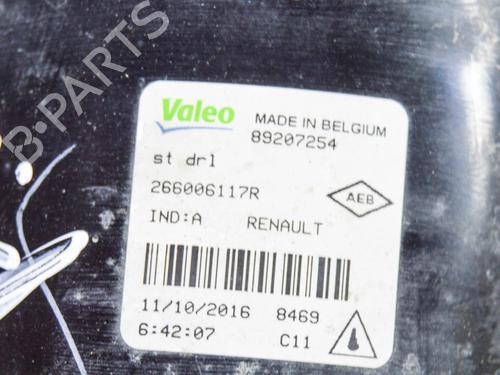 B-PARTS
Valeo MADE IN BELGIUM
89207254
st drl
266006117R
AEB
IND:A RENAULT
11/10/2016 8469
6:42:07 C11
B-PARTS